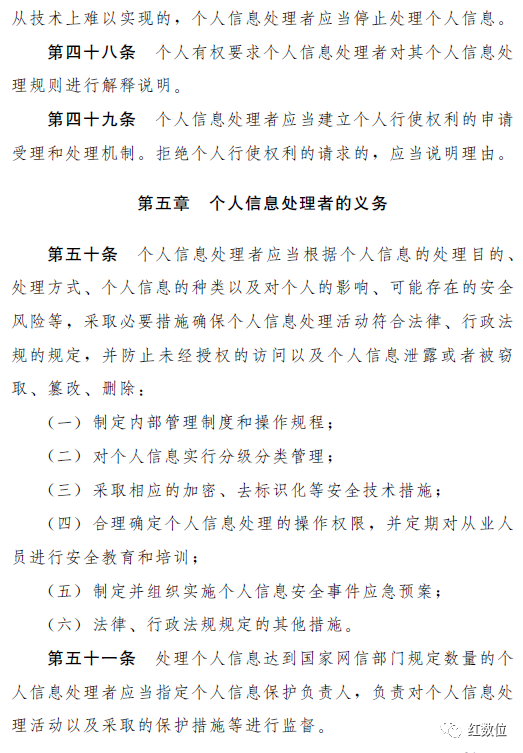 从技术上难以实现的，个人信息处理者应当停止处理个人信息。
第四十八条 个人有权要求个人信息处理者对其个人信息处
理规则进行解释说明。
第四十九条 个人信息处理者应当建立个人行使权利的申请
受理和处理机制。拒绝个人行使权利的请求的，应当说明理由。
第五章 个人信息处理者的义务
第五十条 个人信息处理者应当根据个人信息的处理目的、
处理方式、个人信息的种类以及对个人的影响、可能存在的安全
风险等，采取必要措施确保个人信息处理活动符合法律、行政法
规的规定，并防止未经授权的访问以及个人信息泄露或者被窃
取、篡改、删除：
（一）制定内部管理制度和操作规程；
（二）对个人信息实行分级分类管理；
（三）采取相应的加密、去标识化等安全技术措施；
（四）合理确定个人信息处理的操作权限，并定期对从业人
员进行安全教育和培训；
（五）制定并组织实施个人信息安全事件应急预案；
（六）法律、行政法规规定的其他措施。
第五十一条 处理个人信息达到国家网信部门规定数量的个
人信息处理者应当指定个人信息保护负责人，负责对个人信息处
理活动以及采取的保护措施等进行监督。
红数位